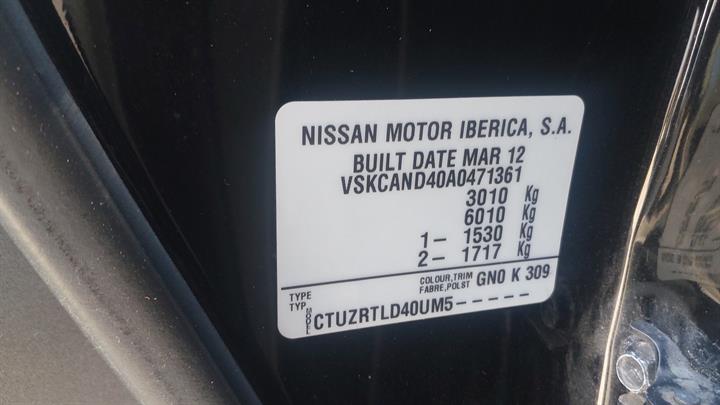 NISSAN MOTOR IBERICA, S.A.
BUILT DATE MAR 12
VSKCAND40A0471361
3010 Kg
6010 Kg
1- 1530 Kg
2- 1717 Kg
TYPE
TYP
COLOUR,TRIM
FABRE,POLST
GN0 K 309
MODEL
CTUZRTLD40UM5-----